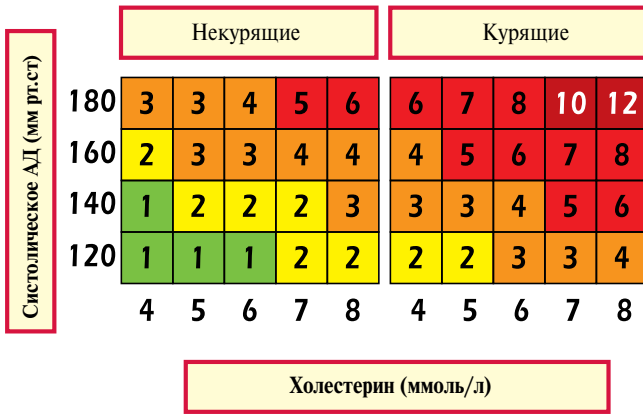 Некурящие Курящие
Систолическое АД (мм рт.ст)
180 3 3 4 5 6 6 7 8 10 12
160 2 3 3 4 4 4 5 6 7 8
140 1 2 2 2 3 3 3 4 5 6
120 1 1 1 2 2 2 2 3 3 4
4 5 6 7 8 4 5 6 7 8
Холестерин (ммоль/л)